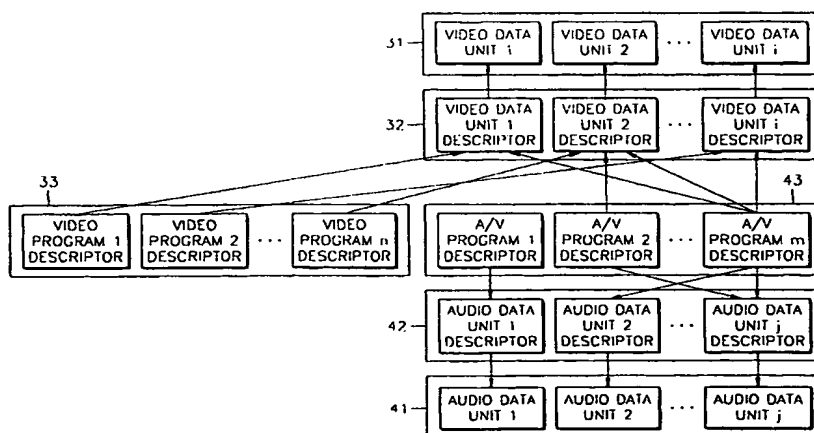 31
VIDEO DATA UNIT 1
VIDEO DATA UNIT 2
...
VIDEO DATA UNIT i
32
VIDEO DATA UNIT 1 DESCRIPTOR
VIDEO DATA UNIT 2 DESCRIPTOR
...
VIDEO DATA UNIT i DESCRIPTOR
33
VIDEO PROGRAM 1 DESCRIPTOR
VIDEO PROGRAM 2 DESCRIPTOR
...
VIDEO PROGRAM n DESCRIPTOR
43
A/V PROGRAM 1 DESCRIPTOR
A/V PROGRAM 2 DESCRIPTOR
...
A/V PROGRAM m DESCRIPTOR
42
AUDIO DATA UNIT 1 DESCRIPTOR
AUDIO DATA UNIT 2 DESCRIPTOR
...
AUDIO DATA UNIT j DESCRIPTOR
41
AUDIO DATA UNIT 1
AUDIO DATA UNIT 2
...
AUDIO DATA UNIT j